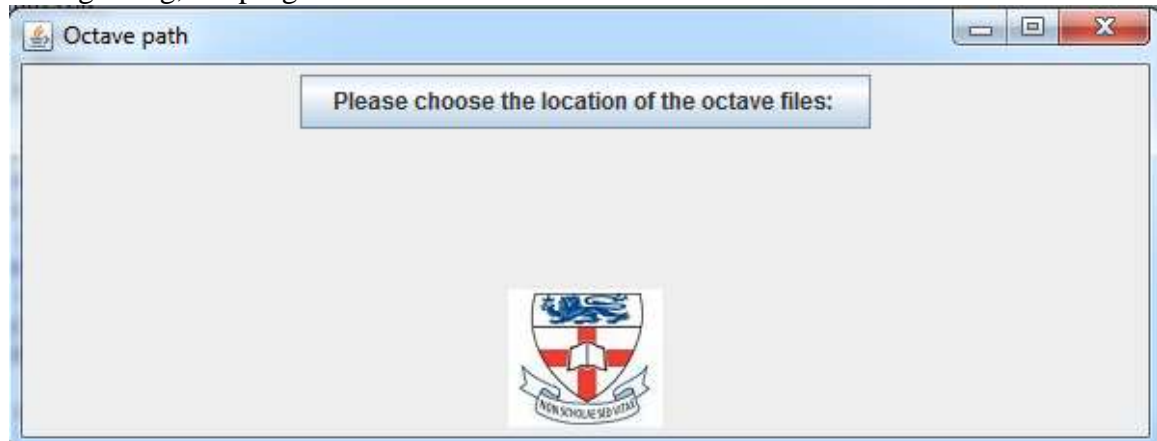 Octave path
Please choose the location of the octave files:
NON SCHOLAE SED VITAE